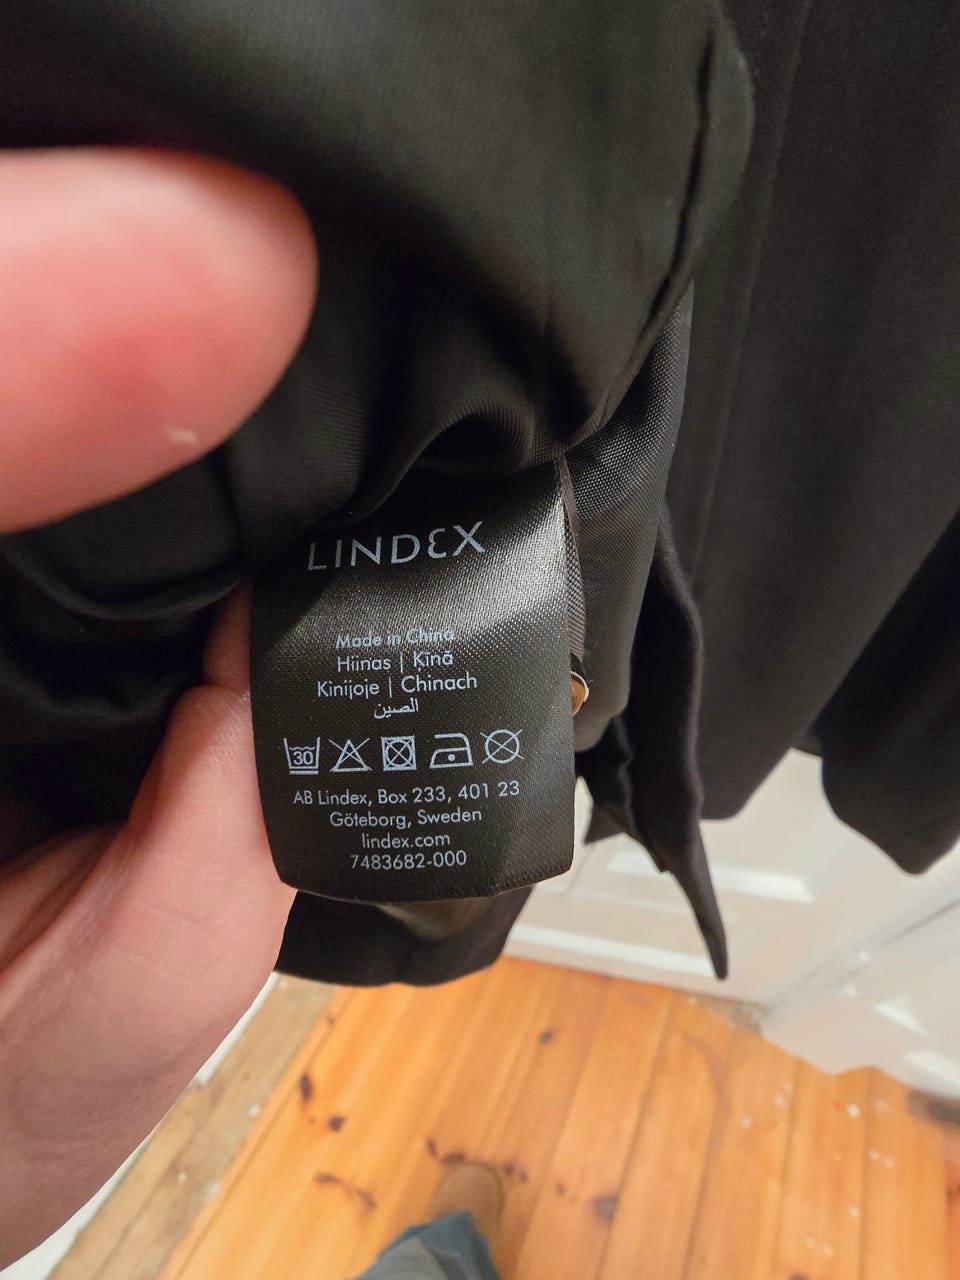 LINDEX
Made in China
Hiinas | Ķīnā
Kinijoje | Chinach
الصين
30
AB Lindex, Box 233, 401 23
Göteborg, Sweden
lindex.com
7483682-000